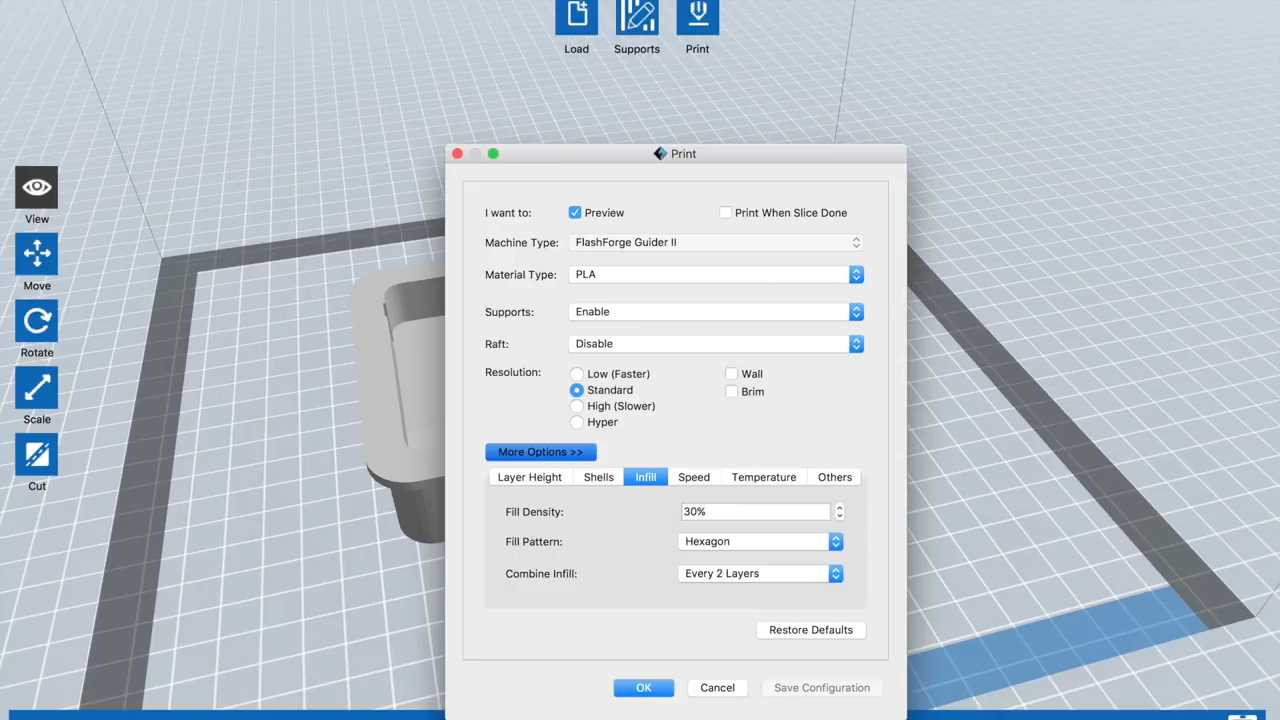 Load Supports Print
Print
View
Move
Rotate
Scale
Cut
I want to: Preview Print When Slice Done
Machine Type: FlashForge Guider II
Material Type: PLA
Supports: Enable
Raft: Disable
Resolution: Low (Faster) Wall
Standard Brim
High (Slower)
Hyper
More Options >>
Layer Height Shells Infill Speed Temperature Others
Fill Density: 30%
Fill Pattern: Hexagon
Combine Infill: Every 2 Layers
Restore Defaults
OK Cancel Save Configuration